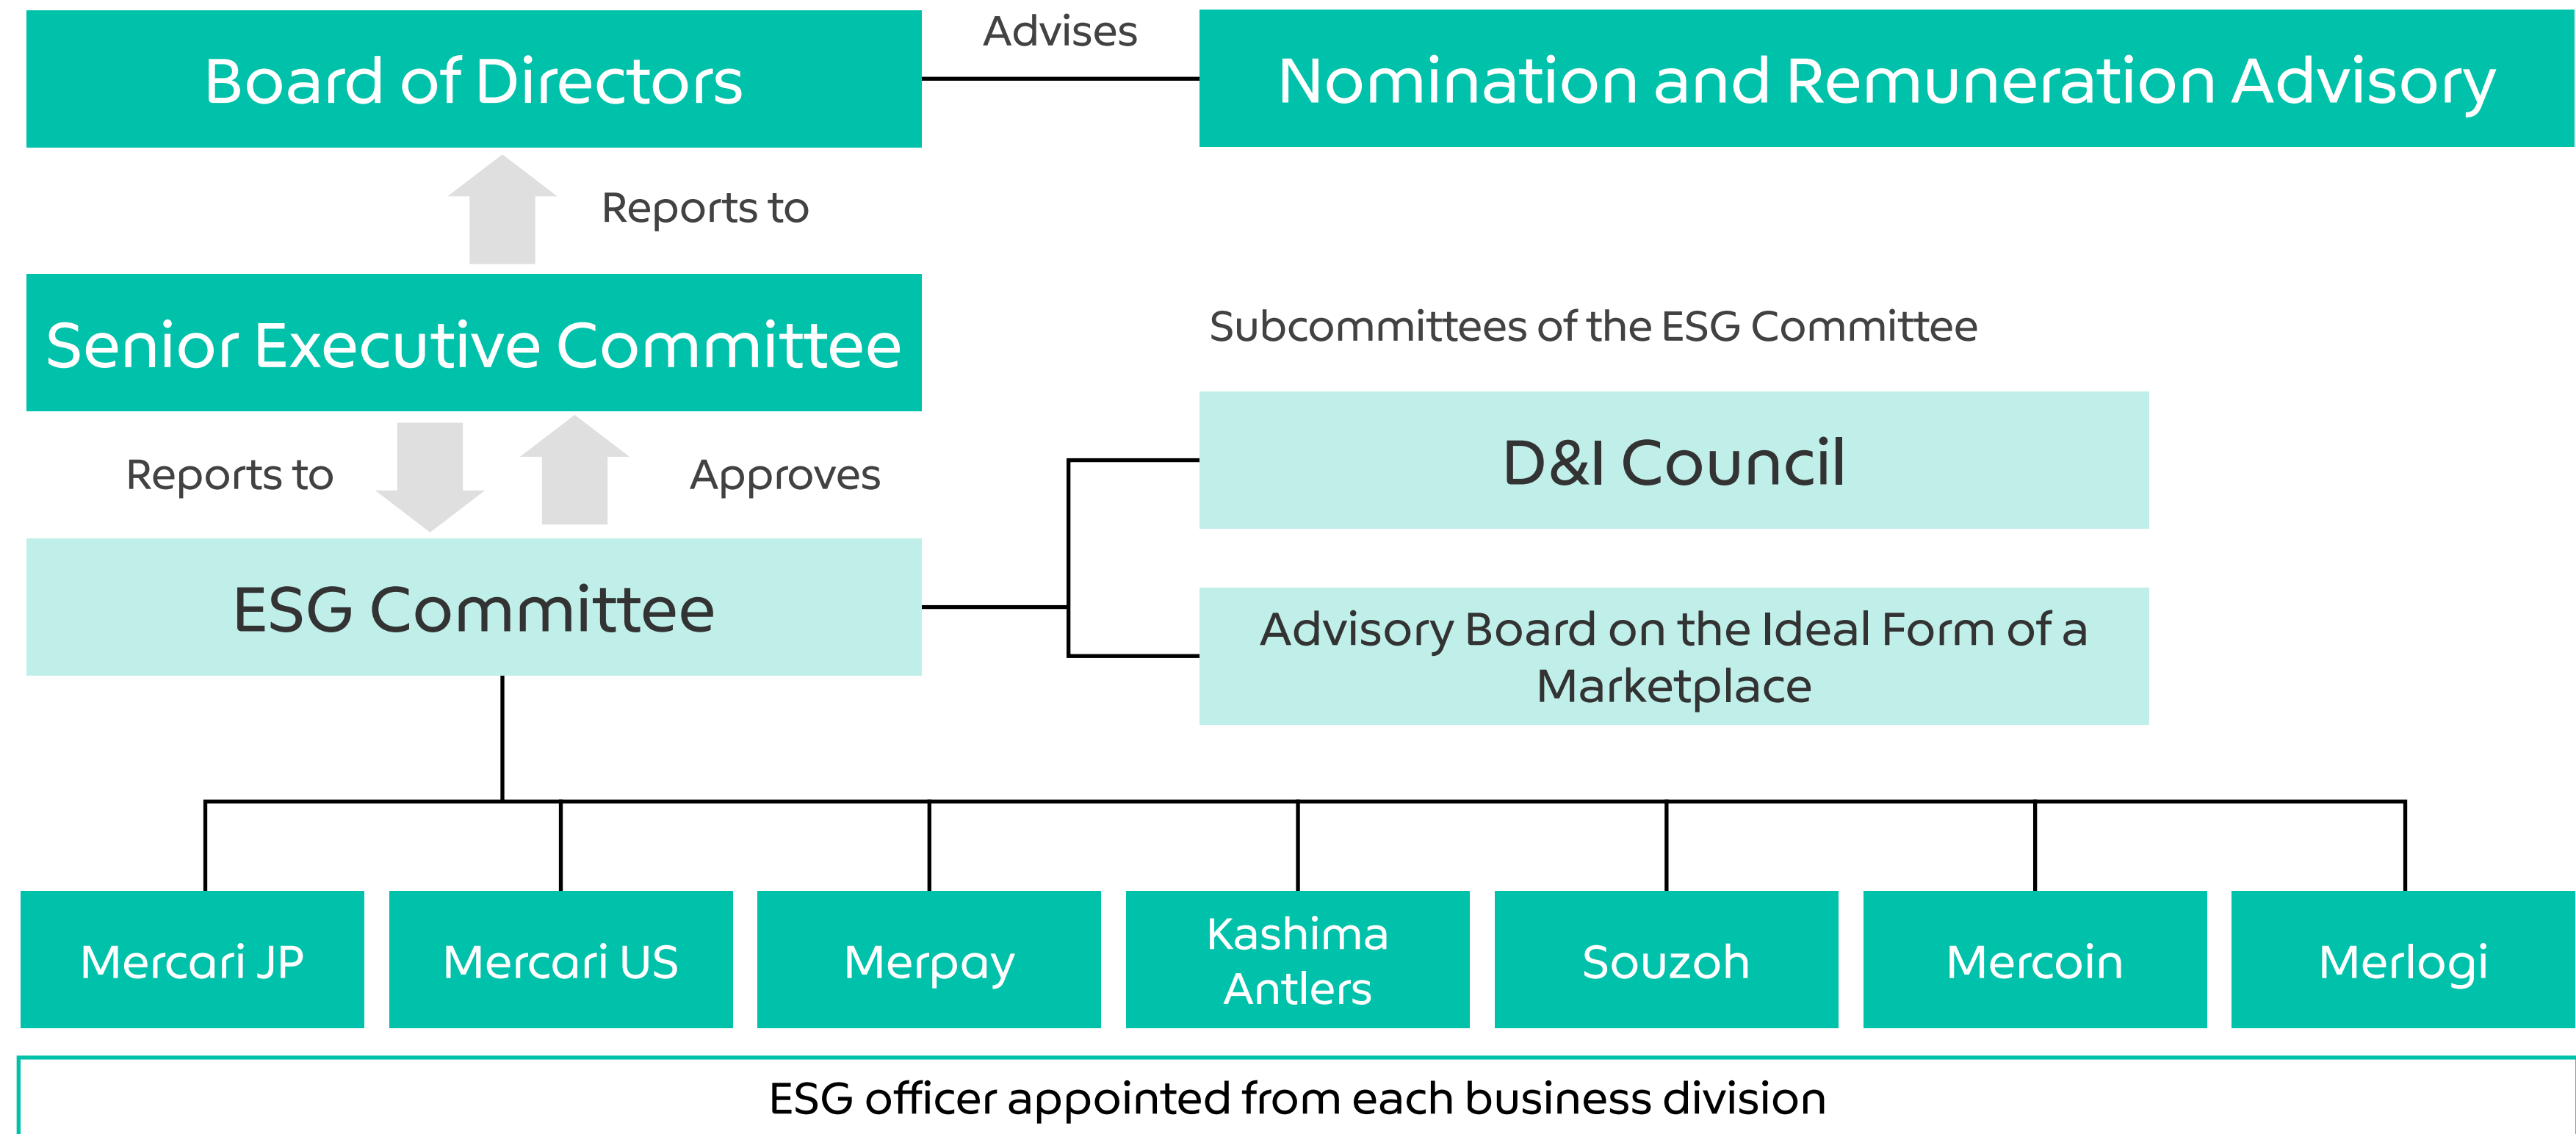 Board of Directors
Advises
Nomination and Remuneration Advisory
Reports to
Senior Executive Committee
Subcommittees of the ESG Committee
Reports to
Approves
D&I Council
ESG Committee
Advisory Board on the Ideal Form of a
Marketplace
Mercari JP
Mercari US
Merpay
Kashima
Antlers
Souzoh
Mercoin
Merlogi
ESG officer appointed from each business division